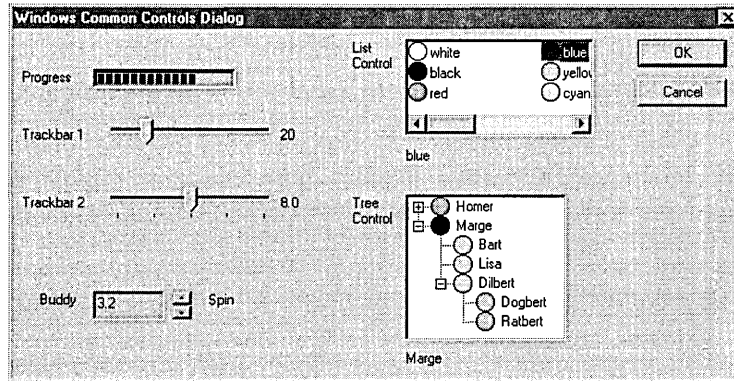 Windows Common Controls Dialog
Progress
Trackbar 1
20
Trackbar 2
8.0
Buddy
3.2
Spin
List
Control
white
black
red
blue
yellow
cyan
blue
Tree
Control
Homer
Marge
Bart
Lisa
Dilbert
Dogbert
Ratbert
Marge
OK
Cancel